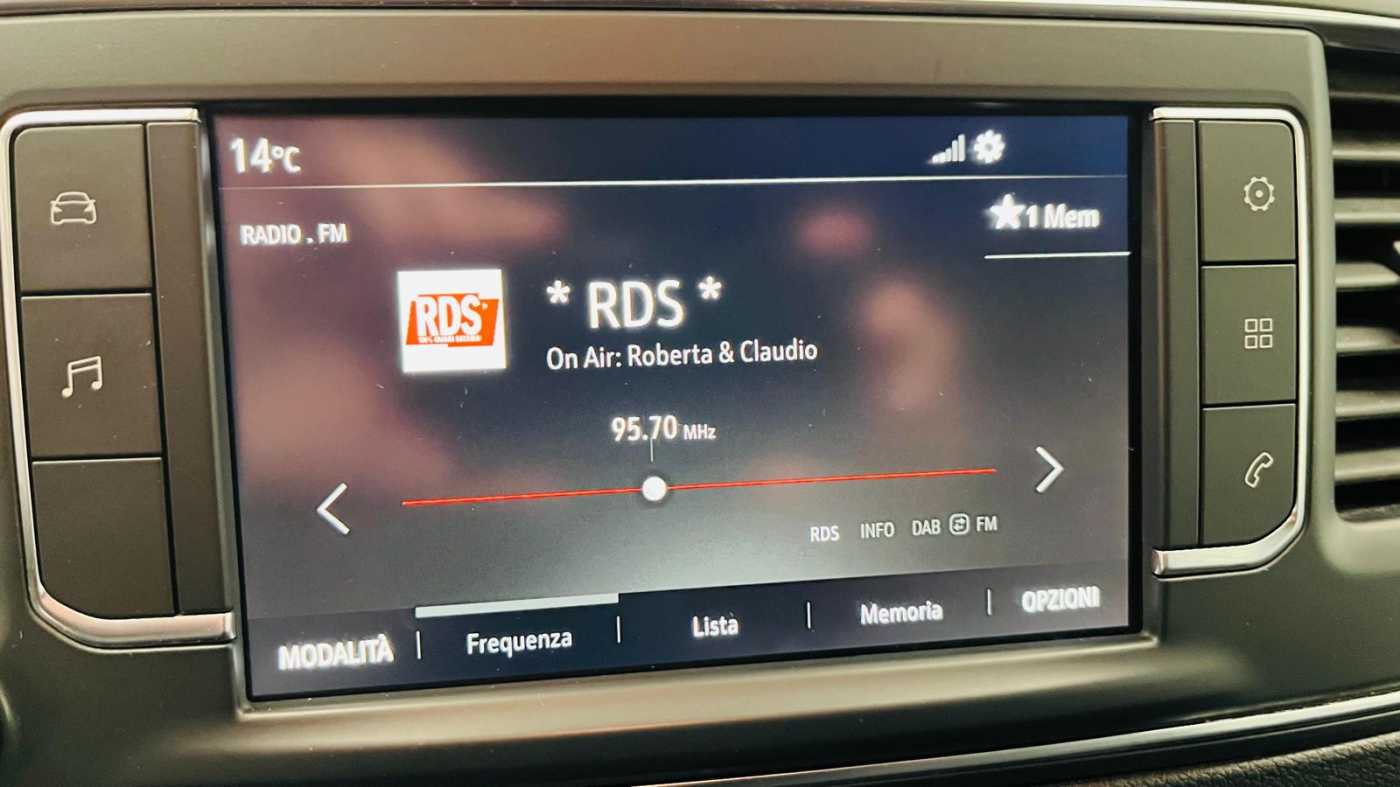 14°C
RADIO . FM
1 Mem
RDS
* RDS *
On Air: Roberta & Claudio
95.70 MHz
RDS INFO DAB FM
MODALITÀ Frequenza Lista Memoria OPZIONI